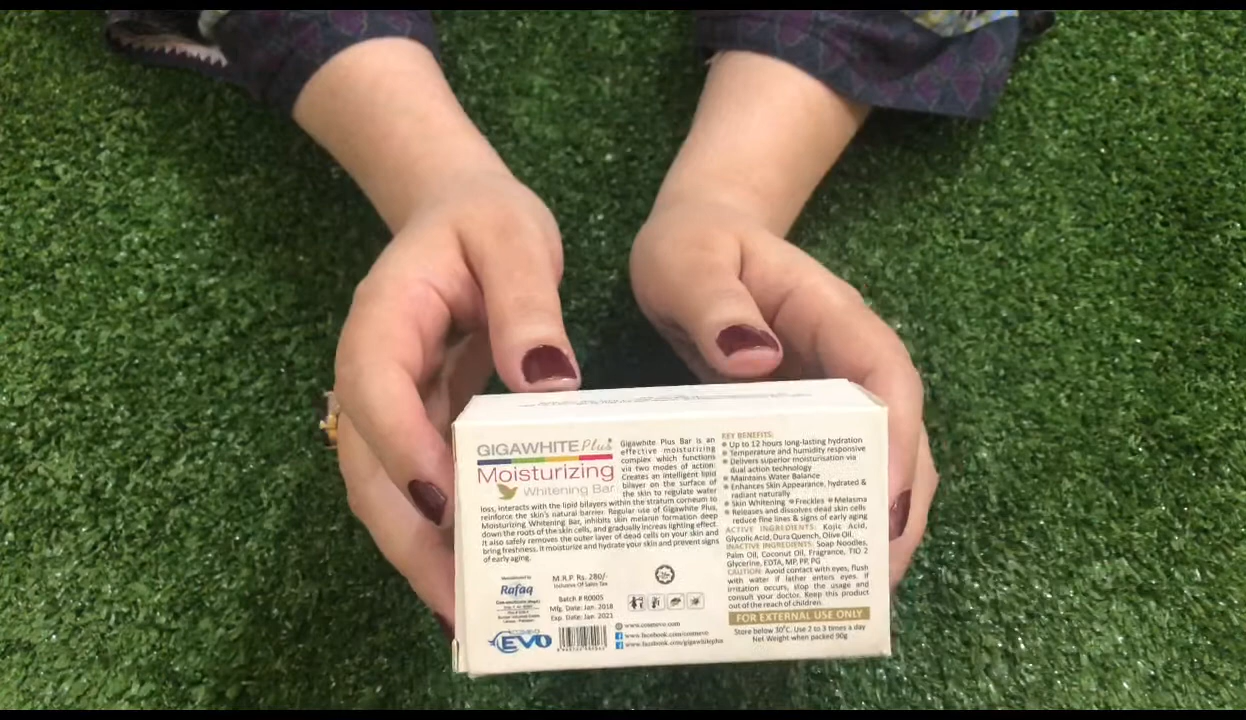 GIGAWHITE Plus
Moisturizing
Whitening Bar
Gigawhite Plus Bar is an
effective moisturizing
complex which functions
via two modes of action:
Creates an intelligent lipid
bilayer on the surface of
the skin to regulate water
loss, interacts with the lipid bilayers within the stratum corneum to
reinforce the skin's natural barrier. Regular use of Gigawhite Plus,
Moisturizing Whitening Bar, inhibits skin melanin formation deep
down the roots of the skin cells, and gradually increas lighting effect.
It also safely removes the outer layer of dead cells on your skin and
bring freshness. It moisturize and hydrate your skin and prevent signs
of early aging.
Manufactured by
Rafaq
M.R.P Rs. 280/-
Inclusive Of Sales Tax
Batch # R0005
Mfg. Date: Jan. 2018
Exp. Date: Jan. 2021
COSMO
EVO
www.cosmevo.com
www.facebook.com/cosmevo
www.facebook.com/gigawhiteplus
KEY BENEFITS:
Up to 12 hours long-lasting hydration
Temperature and humidity responsive
Delivers superior moisturisation via
dual action technology
Maintains Water Balance
Enhances Skin Appearance, hydrated &
radiant naturally
Skin Whitening Freckles Melasma
Releases and dissolves dead skin cells
reduce fine lines & signs of early aging
ACTIVE INGREDIENTS: Kojic Acid,
Glycolic Acid, Dura Quench, Olive Oil.
INACTIVE INGREDIENTS: Soap Noodles,
Palm Oil, Coconut Oil, Fragrance, TIO 2
Glycerine, EDTA, MP, PP, PG
CAUTION: Avoid contact with eyes, flush
with water if lather enters eyes. If
irritation occurs, stop the usage and
consult your doctor. Keep this product
out of the reach of children.
FOR EXTERNAL USE ONLY
Store below 30°C. Use 2 to 3 times a day
Net Weight when packed 90g